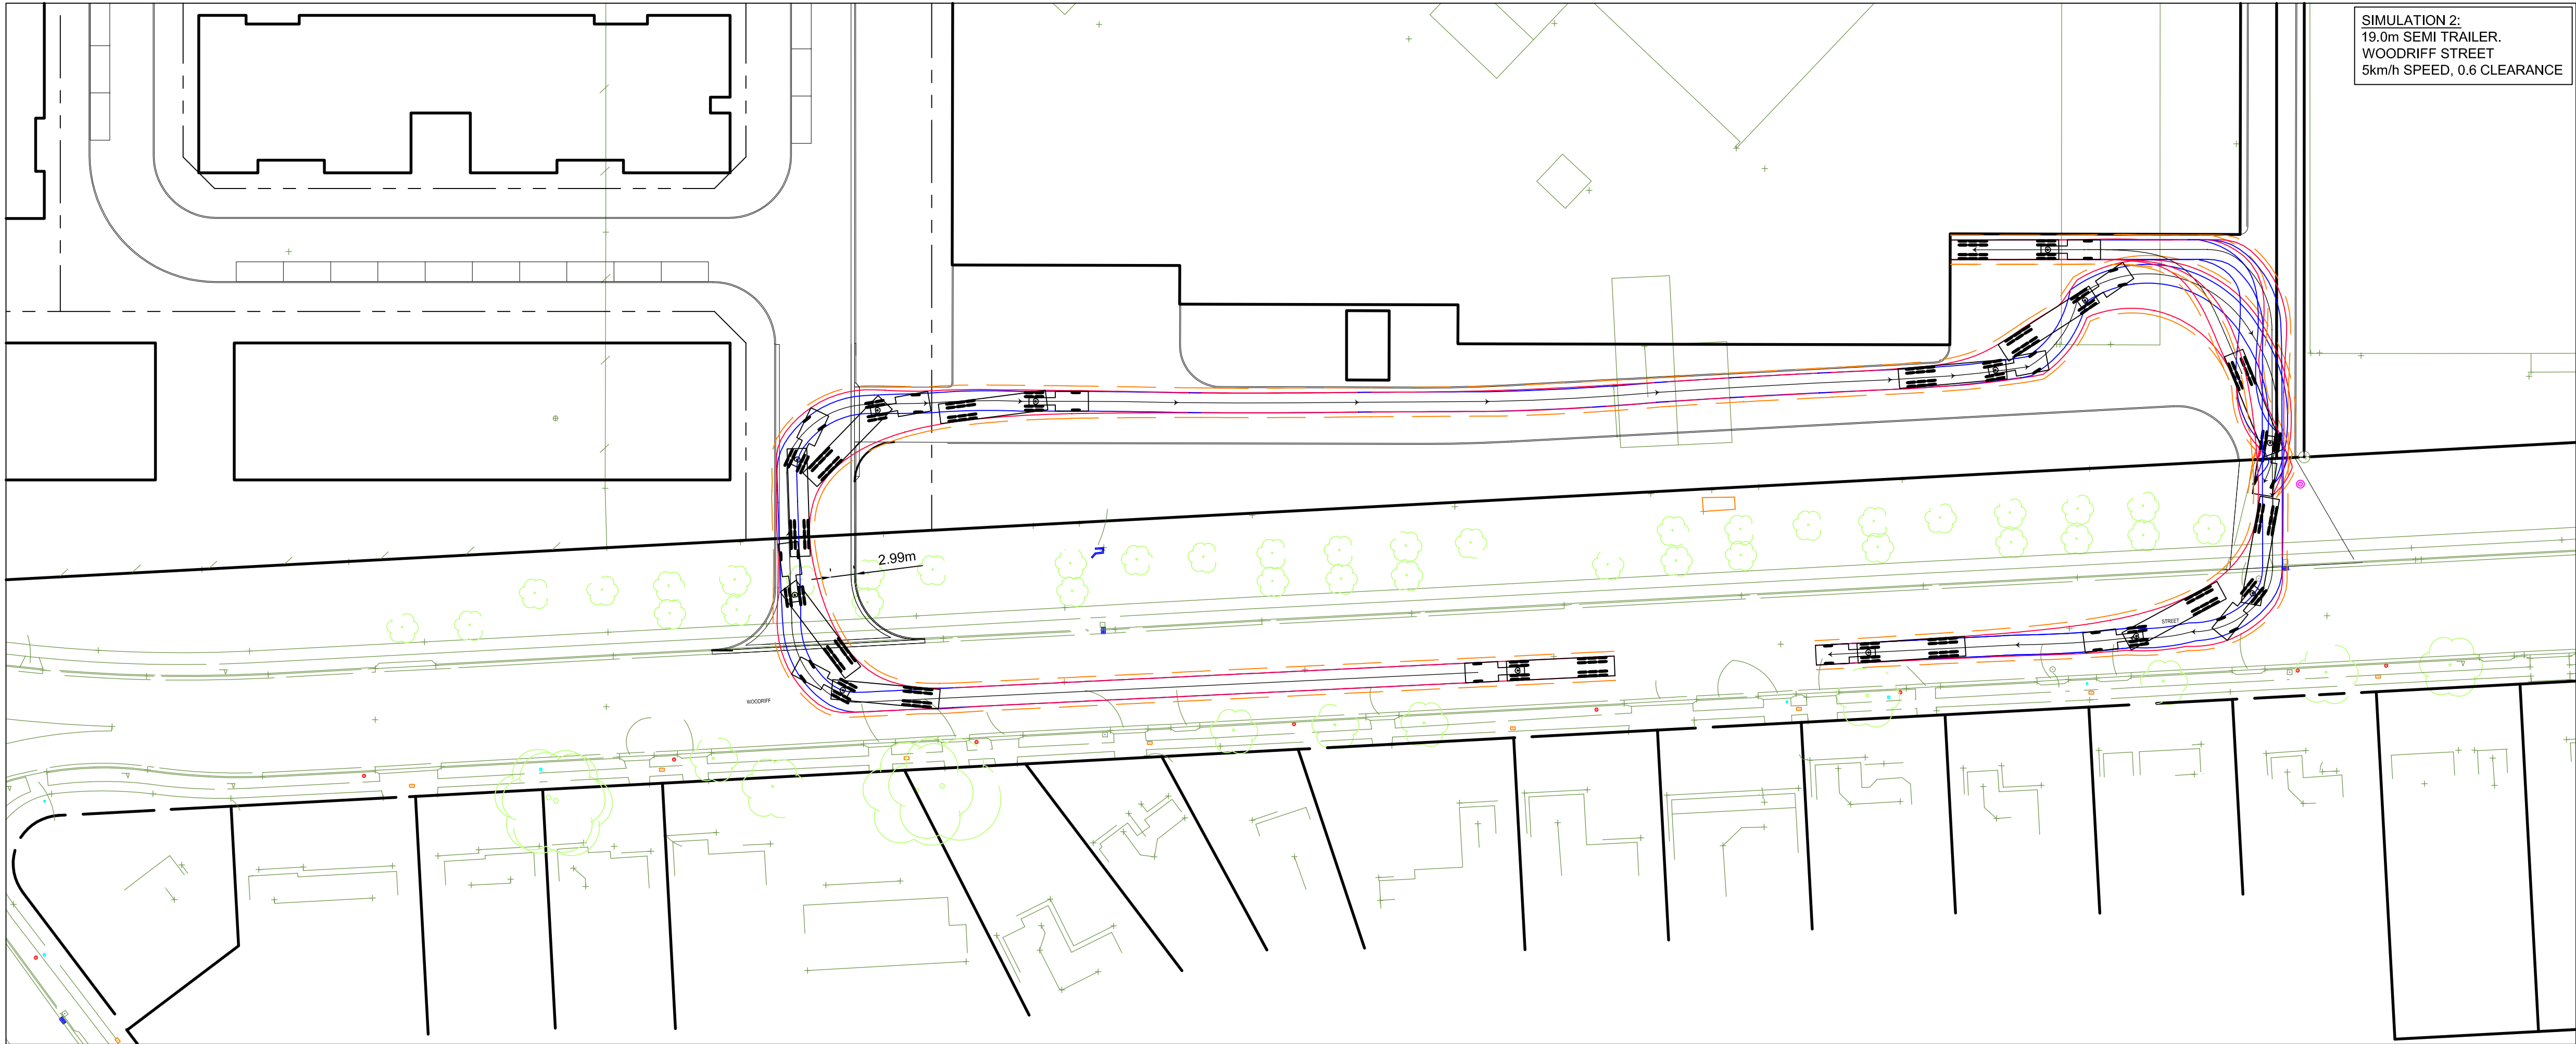 SIMULATION 2:
19.0m SEMI TRAILER.
WOODRIFF STREET
5km/h SPEED, 0.6 CLEARANCE
2.99m
STREET
WOODRIFF